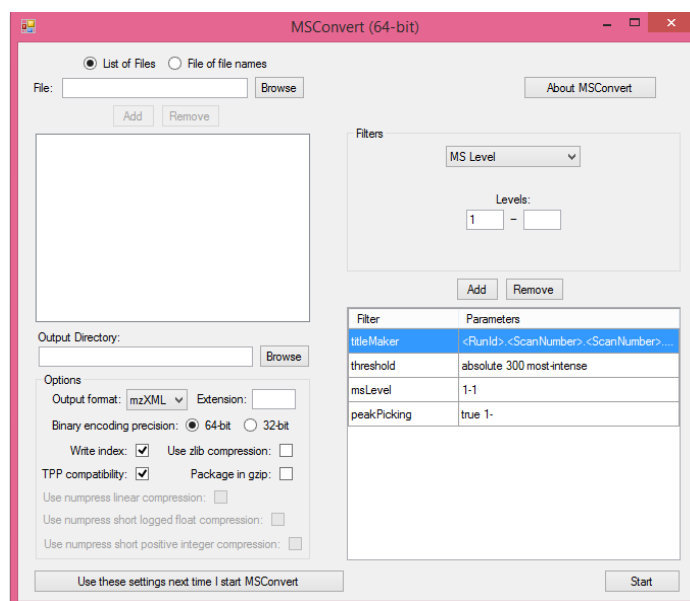 MSConvert (64-bit)
List of Files File of file names
File: Browse About MSConvert
Add Remove
Filters
MS Level
Levels:
1 –
Add Remove
Filter Parameters
titleMaker <RunId>.<ScanNumber>.<ScanNumber>....
threshold absolute 300 most-intense
msLevel 1-1
peakPicking true 1-
Output Directory:
Browse
Options
Output format: mzXML Extension:
Binary encoding precision: 64-bit 32-bit
Write index: Use zlib compression:
TPP compatibility: Package in gzip:
Use numpress linear compression:
Use numpress short logged float compression:
Use numpress short positive integer compression:
Use these settings next time I start MSConvert Start